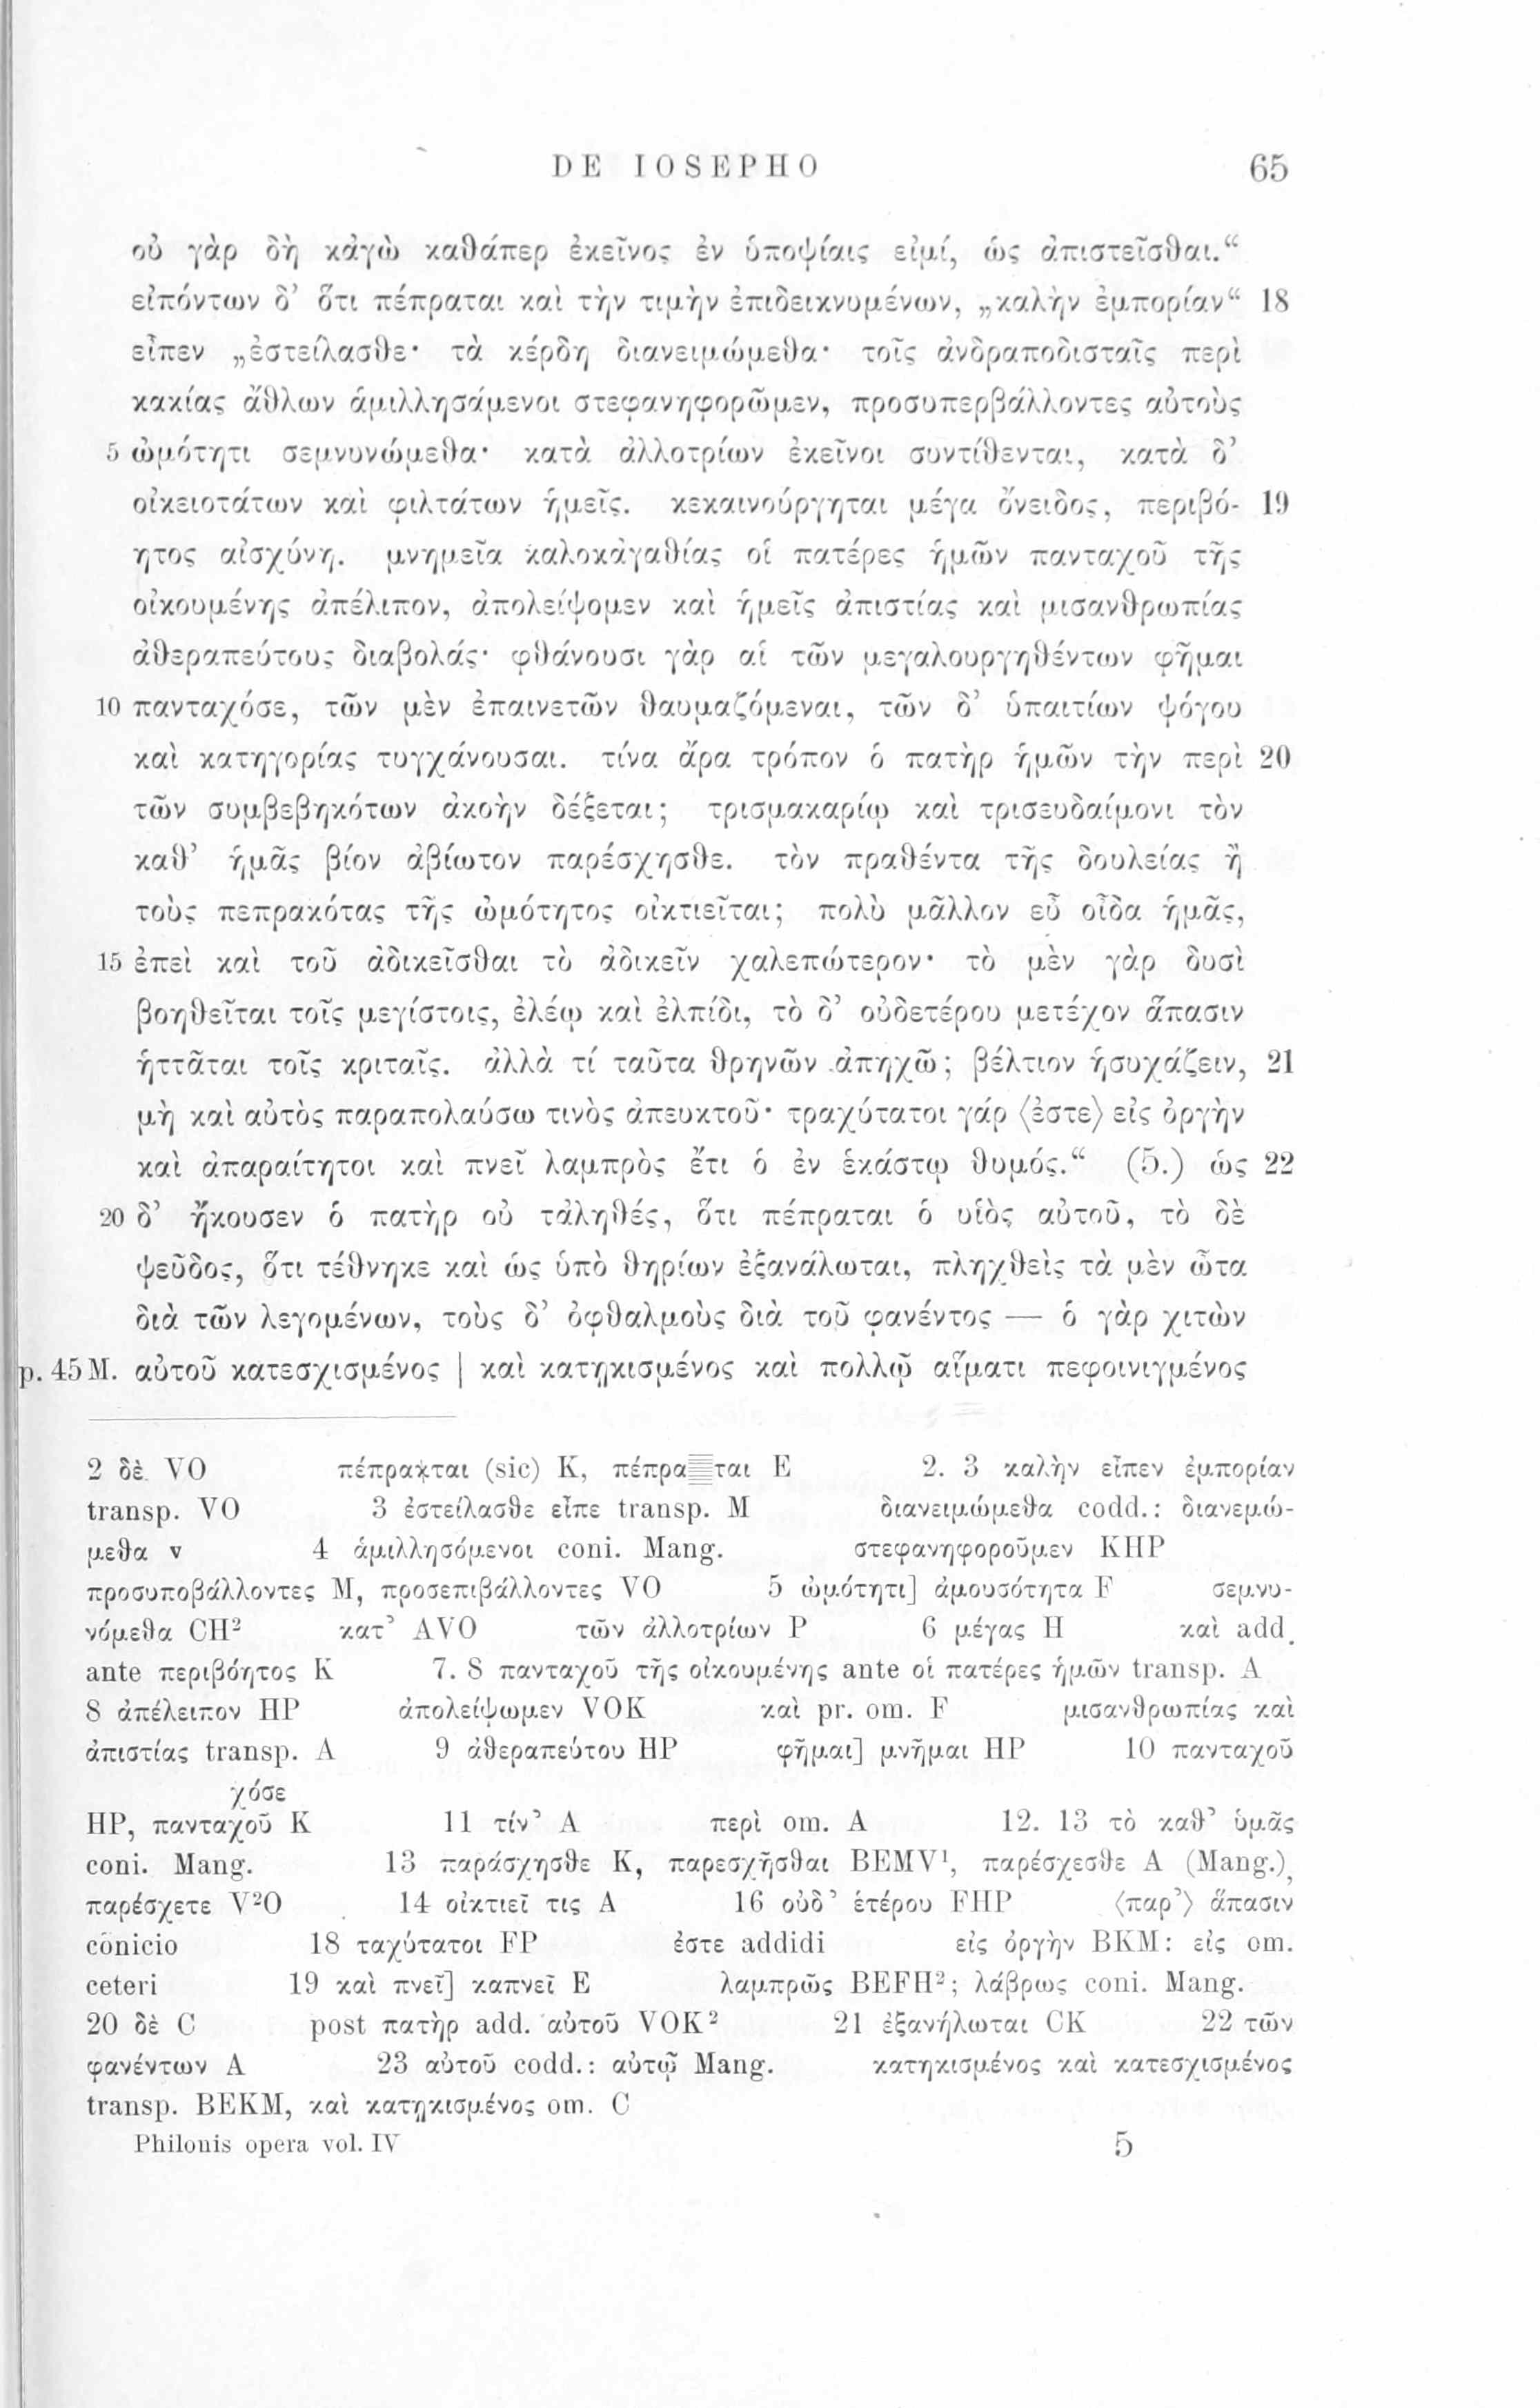 DE IOSEPHO 65
οὐ γὰρ δὴ κἀγὼ καθάπερ ἐκεῖνος ἐν ὑποψίαις εἰμί, ὡς ἀπιστεῖσθαι.“
εἰπόντων δ’ ὅτι πέπραται καὶ τὴν τιμὴν ἐπιδεικνυμένων, „καλὴν ἐμπορίαν“ 18
εἶπεν „ἐστείλασθε· τὰ κέρδη διανειμώμεθα· τοῖς ἀνδραποδισταῖς περὶ
κακίας ἄθλων ἁμιλλησάμενοι στεφανηφορῶμεν, προσυπερβάλλοντες αὐτοὺς
5 ὠμότητι σεμνυνώμεθα· κατὰ ἀλλοτρίων ἐκεῖνοι συντίθενται, κατὰ δ’
οἰκειοτάτων καὶ φιλτάτων ἡμεῖς. κεκαινούργηται μέγα ὄνειδος, περιβό- 19
ητος αἰσχύνη. μνημεῖα καλοκἀγαθίας οἱ πατέρες ἡμῶν πανταχοῦ τῆς
οἰκουμένης ἀπέλιπον, ἀπολείψομεν καὶ ἡμεῖς ἀπιστίας καὶ μισανθρωπίας
ἀθεραπεύτους διαβολάς· φθάνουσι γὰρ αἱ τῶν μεγαλουργηθέντων φῆμαι
10 πανταχόσε, τῶν μὲν ἐπαινετῶν θαυμαζόμεναι, τῶν δ’ ὑπαιτίων ψόγου
καὶ κατηγορίας τυγχάνουσαι. τίνα ἄρα τρόπον ὁ πατὴρ ἡμῶν τὴν περὶ 20
τῶν συμβεβηκότων ἀκοὴν δέξεται; τρισμακαρίῳ καὶ τρισευδαίμονι τὸν
καθ’ ἡμᾶς βίον ἀβίωτον παρέσχησθε. τὸν πραθέντα τῆς δουλείας ἢ
τοὺς πεπρακότας τῆς ὠμότητος οἰκτιεῖται; πολὺ μᾶλλον εὖ οἶδα ἡμᾶς,
15 ἐπεὶ καὶ τοῦ ἀδικεῖσθαι τὸ ἀδικεῖν χαλεπώτερον· τὸ μὲν γὰρ δυσὶ
βοηθεῖται τοῖς μεγίστοις, ἐλέῳ καὶ ἐλπίδι, τὸ δ’ οὐδετέρου μετέχον ἅπασιν
ἡττᾶται τοῖς κριταῖς. ἀλλὰ τί ταῦτα θρηνῶν ἀπηχῶ; βέλτιον ἡσυχάζειν, 21
μὴ καὶ αὐτὸς παραπολαύσω τινὸς ἀπευκτοῦ· τραχύτατοι γάρ ⟨ἐστε⟩ εἰς ὀργὴν
καὶ ἀπαραίτητοι καὶ πνεῖ λαμπρὸς ἔτι ὁ ἐν ἑκάστῳ θυμός.“ (5.) ὡς 22
20 δ’ ἤκουσεν ὁ πατὴρ οὐ τἀληθές, ὅτι πέπραται ὁ υἱὸς αὐτοῦ, τὸ δὲ
ψεῦδος, ὅτι τέθνηκε καὶ ὡς ὑπὸ θηρίων ἐξανάλωται, πληχθεὶς τὰ μὲν ὦτα
διὰ τῶν λεγομένων, τοὺς δ’ ὀφθαλμοὺς διὰ τοῦ φανέντος — ὁ γὰρ χιτὼν
p. 45 M. αὐτοῦ κατεσχισμένος | καὶ κατῃκισμένος καὶ πολλῷ αἵματι πεφοινιγμένος
2 δὲ VO πέπρακται (sic) K, πέπρα ται E 2. 3 καλὴν εἶπεν ἐμπορίαν
transp. VO 3 ἐστείλασθε εἶπε transp. M διανειμώμεθα codd.: διανεμώ-
μεθα v 4 ἁμιλλησόμενοι coni. Mang. στεφανηφοροῦμεν KHP
προσυποβάλλοντες M, προσεπιβάλλοντες VO 5 ὠμότητι] ἀμουσότητα F σεμνυ-
νόμεθα CH² κατ’ AVO τῶν ἀλλοτρίων P 6 μέγας H καὶ add.
ante περιβόητος K 7. 8 πανταχοῦ τῆς οἰκουμένης ante οἱ πατέρες ἡμῶν transp. A
8 ἀπέλειπον HP ἀπολείψωμεν VOK καὶ pr. om. F μισανθρωπίας καὶ
ἀπιστίας transp. A 9 ἀθεραπεύτου HP φῆμαι] μνῆμαι HP 10 πανταχοῦ
χόσε
HP, πανταχοῦ K 11 τίν’ A περὶ om. A 12. 13 τὸ καθ’ ὑμᾶς
coni. Mang. 13 παράσχησθε K, παρεσχῆσθαι BEMV¹, παρέσχεσθε A (Mang.),
παρέσχετε V²O 14 οἰκτιεῖ τις A 16 οὐδ’ ἑτέρου FHP ⟨παρ’⟩ ἅπασιν
conicio 18 ταχύτατοι FP ἐστε addidi εἰς ὀργὴν BKM: εἰς om.
ceteri 19 καὶ πνεῖ] καπνεῖ E λαμπρῶς BEFH²; λάβρως coni. Mang.
20 δὲ C post πατὴρ add. αὐτοῦ VOK² 21 ἐξανήλωται CK 22 τῶν
φανέντων A 23 αὐτοῦ codd.: αὐτῷ Mang. κατηκισμένος καὶ κατεσχισμένος
transp. BEKM, καὶ κατῃκισμένος om. C
Philonis opera vol. IV 5